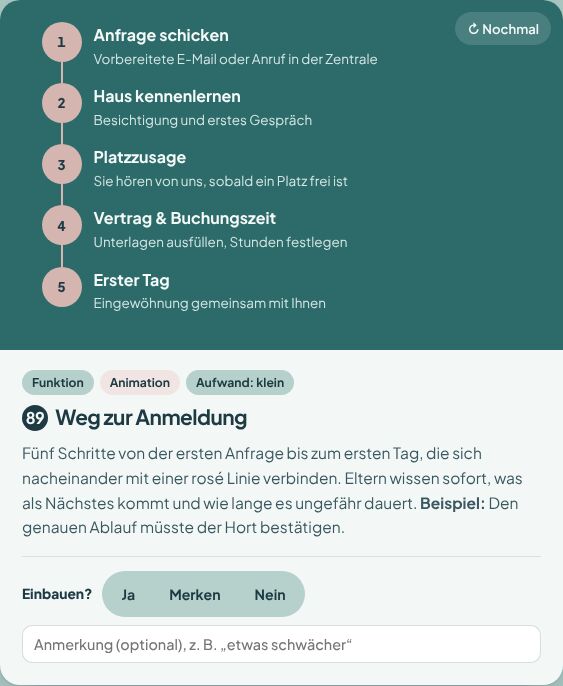 1 Anfrage schicken
Vorbereitete E-Mail oder Anruf in der Zentrale
↻ Nochmal
2 Haus kennenlernen
Besichtigung und erstes Gespräch
3 Platzzusage
Sie hören von uns, sobald ein Platz frei ist
4 Vertrag & Buchungszeit
Unterlagen ausfüllen, Stunden festlegen
5 Erster Tag
Eingewöhnung gemeinsam mit Ihnen
Funktion Animation Aufwand: klein
89 Weg zur Anmeldung
Fünf Schritte von der ersten Anfrage bis zum ersten Tag, die sich
nacheinander mit einer rosé Linie verbinden. Eltern wissen sofort, was
als Nächstes kommt und wie lange es ungefähr dauert. Beispiel: Den
genauen Ablauf müsste der Hort bestätigen.
Einbauen? Ja Merken Nein
Anmerkung (optional), z. B. „etwas schwächer“